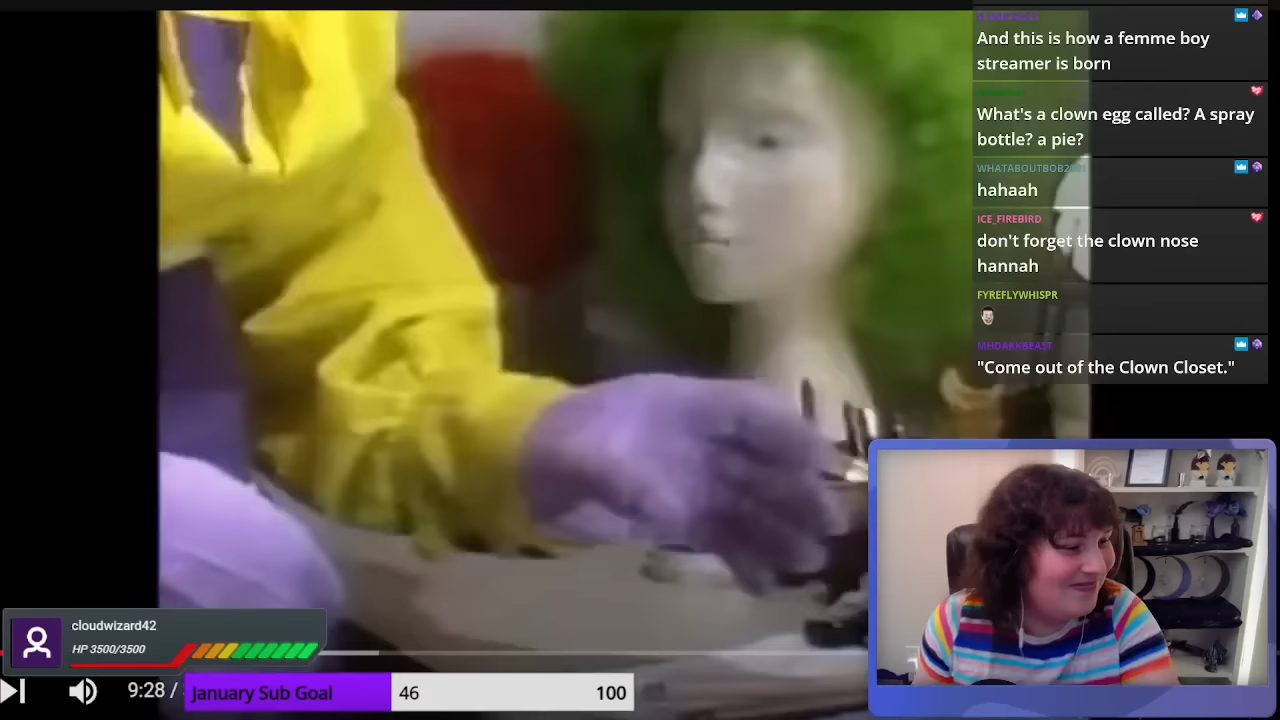 And this is how a femme boy
streamer is born
What's a clown egg called? A spray
bottle? a pie?
hahaah
ICE_FIREBIRD
don't forget the clown nose
hannah
FYREFLYWHISPR
MHDARKBEAST
"Come out of the Clown Closet."
cloudwizard42
HP 3500/3500
9:28 /
January Sub Goal
46
100